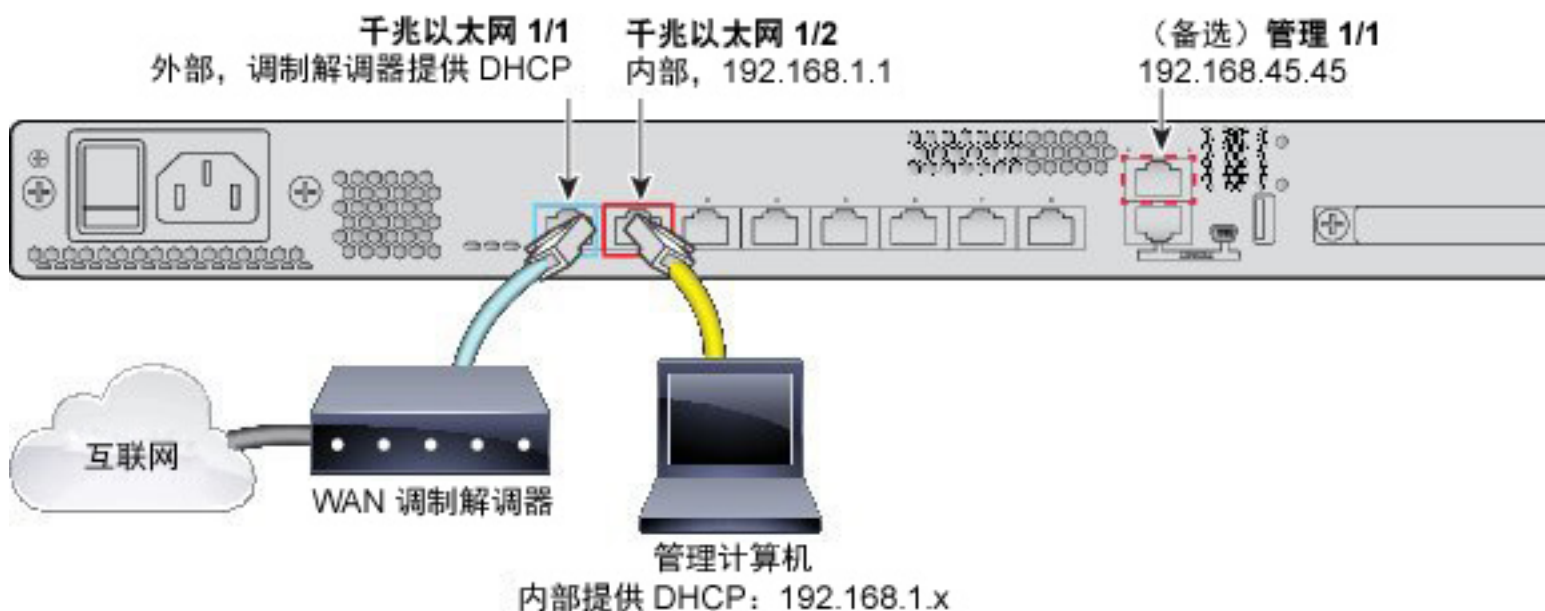 千兆以太网 1/1
外部，调制解调器提供 DHCP
千兆以太网 1/2
内部，192.168.1.1
（备选）管理 1/1
192.168.45.45
互联网
WAN 调制解调器
管理计算机
内部提供 DHCP：192.168.1.x